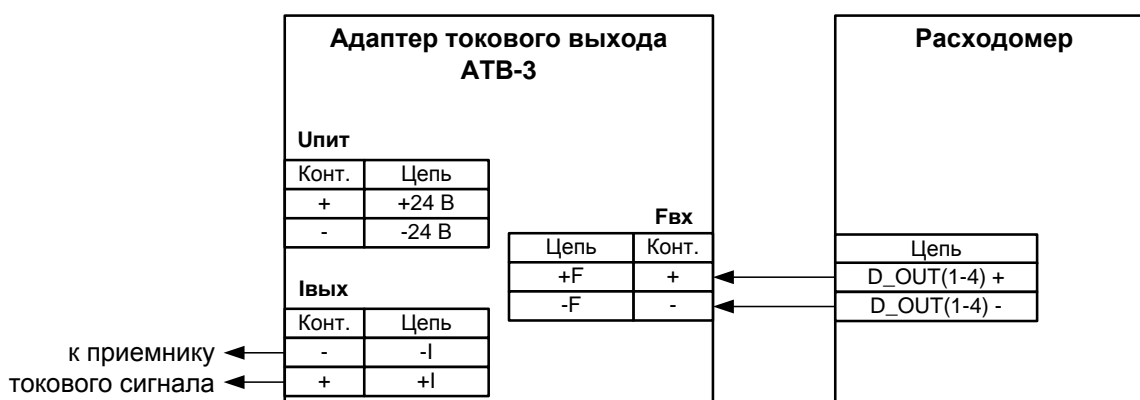 Адаптер токового выхода
АТВ-3
Uпит
Конт. Цепь
+ +24 В
- -24 В
Iвых
Конт. Цепь
- -I
+ +I
к приемнику
токового сигнала
Fвх
Цепь Конт.
+F +
-F -
Расходомер
Цепь
D_OUT(1-4) +
D_OUT(1-4) -